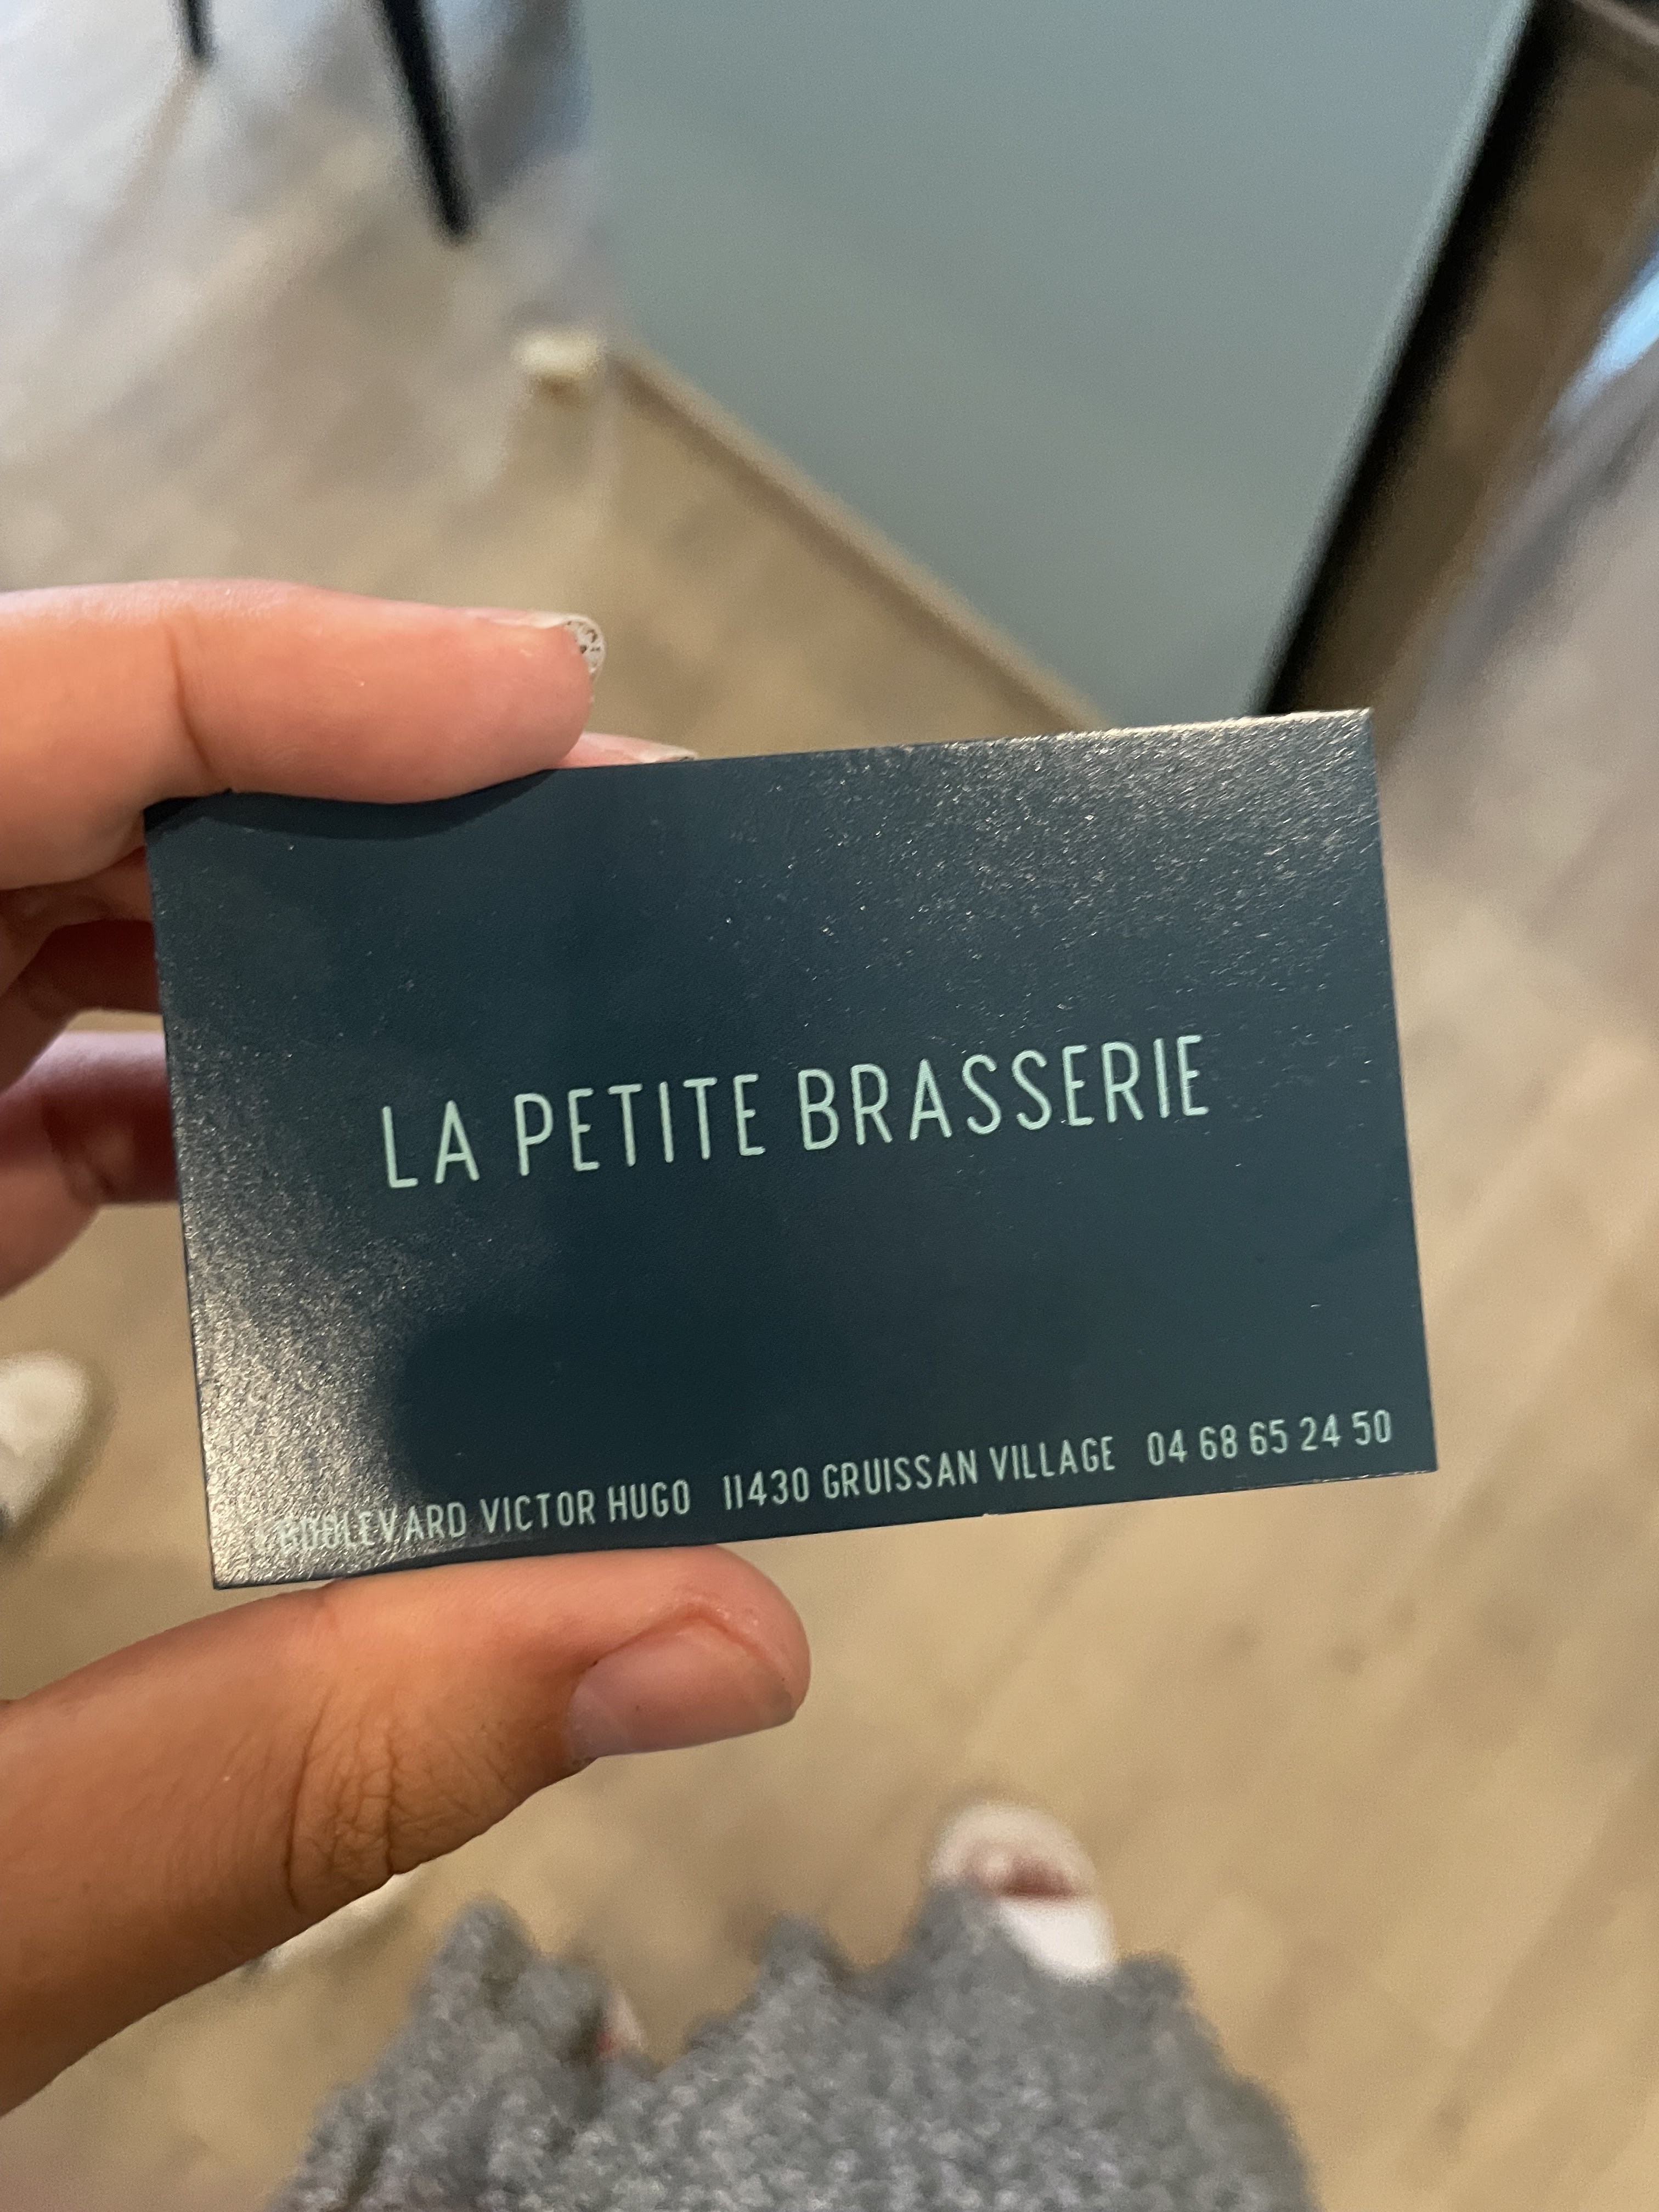 LA PETITE BRASSERIE
BOULEVARD VICTOR HUGO 11430 GRUISSAN VILLAGE 04 68 65 24 50